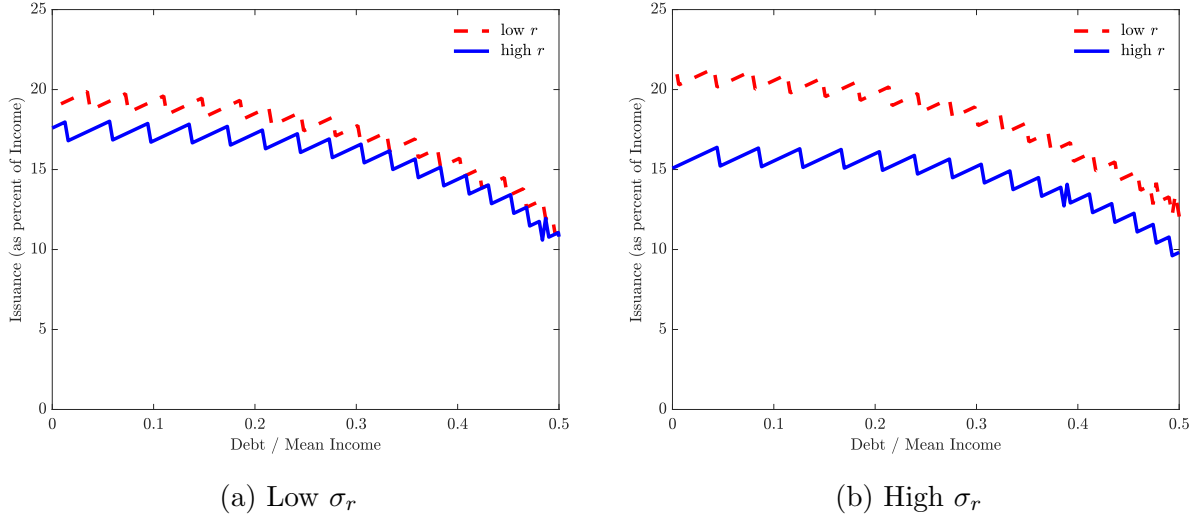 25
20
15
10
5
0
Issuance (as percent of Income)
low r
high r
0 0.1 0.2 0.3 0.4 0.5
Debt / Mean Income
(a) Low σr
25
20
15
10
5
0
Issuance (as percent of Income)
low r
high r
0 0.1 0.2 0.3 0.4 0.5
Debt / Mean Income
(b) High σr